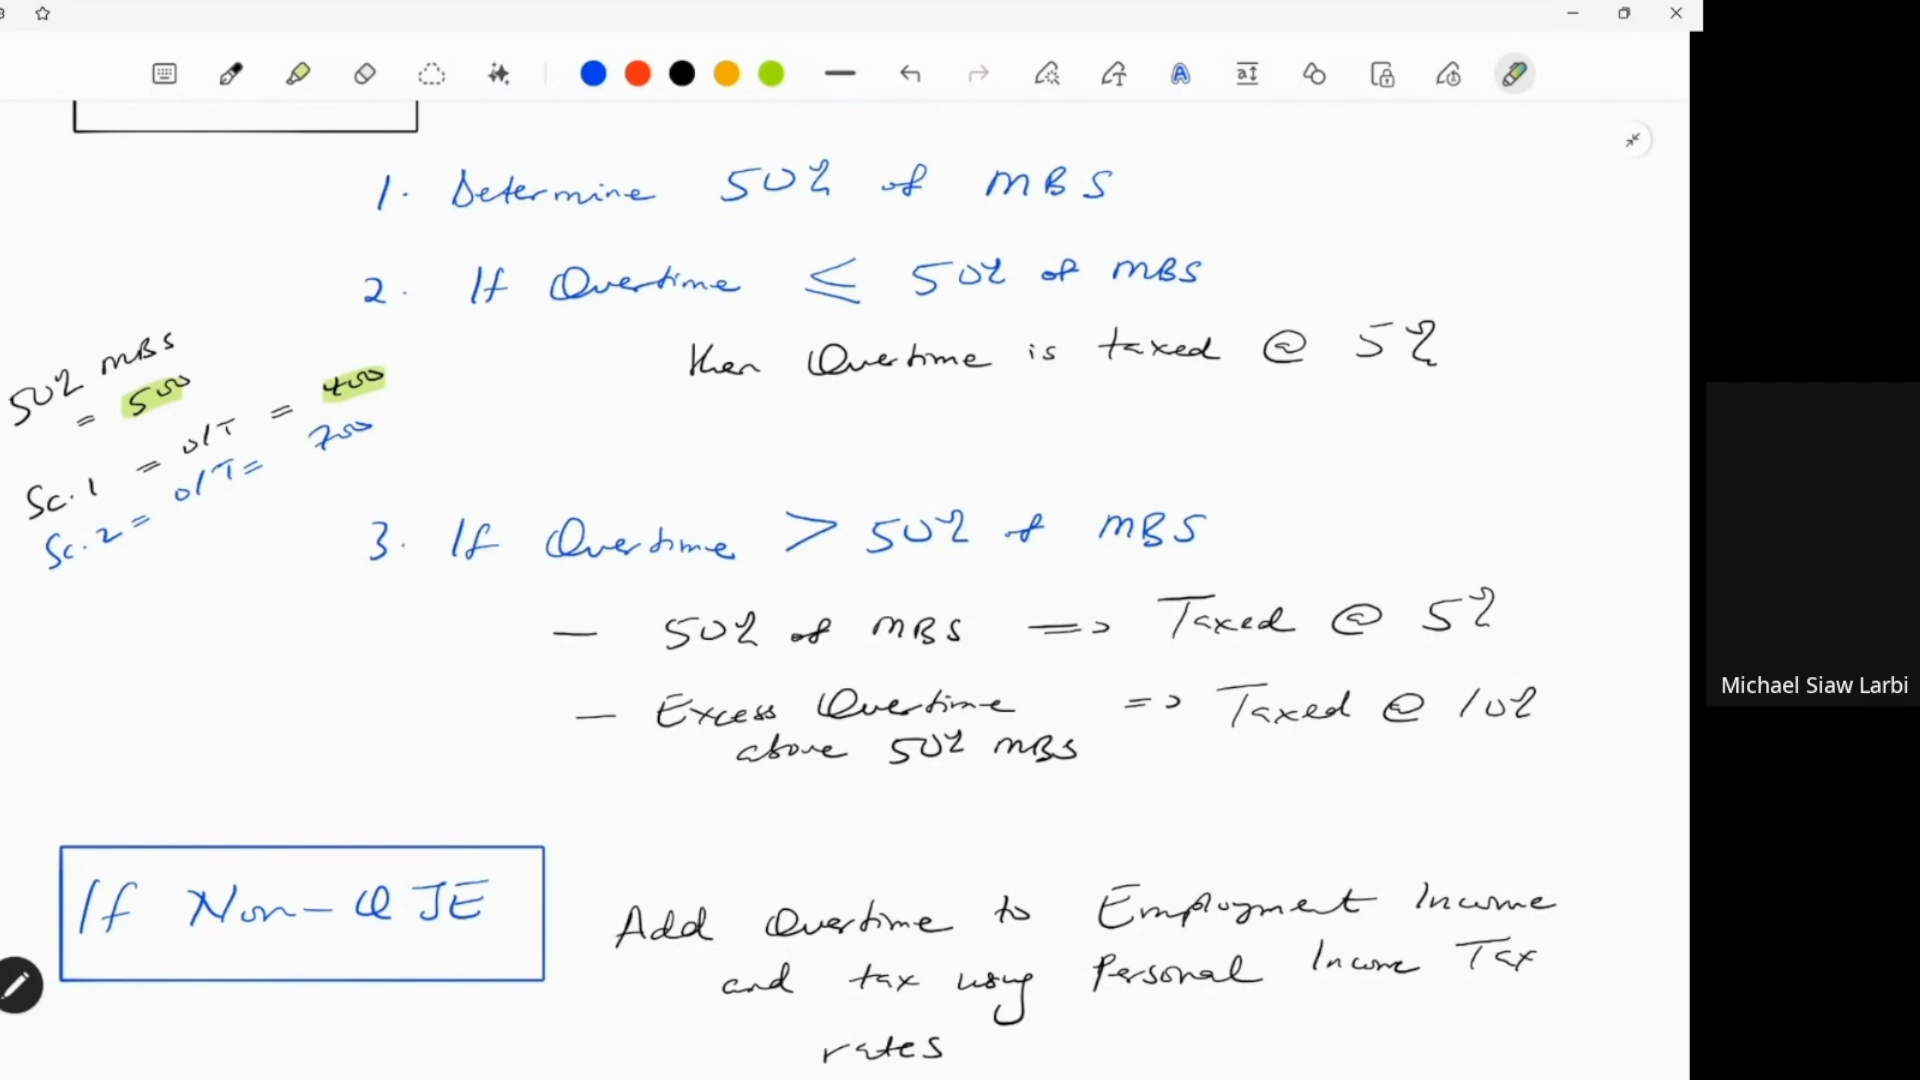 1. Determine 50% of MBS
2. If Overtime ≤ 50% of MBS
then Overtime is taxed @ 5%
50% MBS
= 500
Sc. 1 = O/T = 400
Sc. 2 = O/T = 700
3. If Overtime > 50% of MBS
— 50% of MBS => Taxed @ 5%
— Excess Overtime => Taxed @ 10%
above 50% MBS
If Non-QJE
Add Overtime to Employment Income
and tax using Personal Income Tax
rates
Michael Siaw Larbi